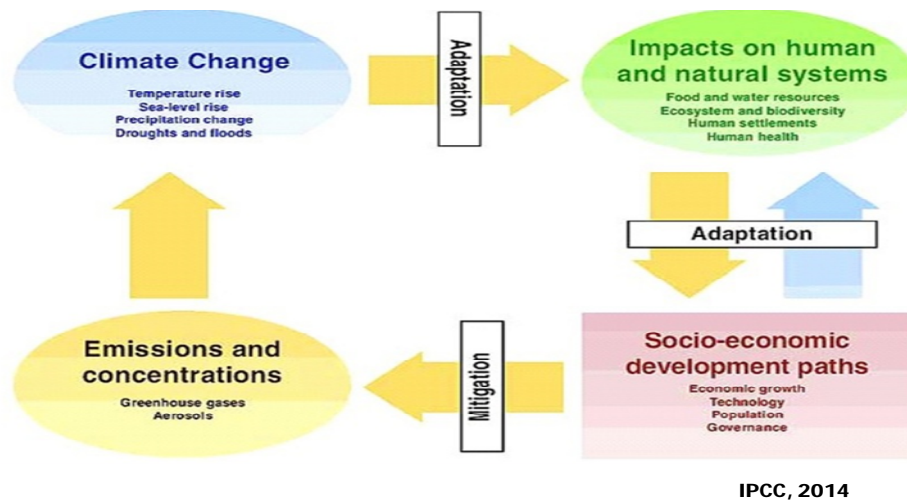 Climate Change
Temperature rise
Sea-level rise
Precipitation change
Droughts and floods
Adaptation
Impacts on human
and natural systems
Food and water resources
Ecosystem and biodiversity
Human settlements
Human health
Adaptation
Emissions and
concentrations
Greenhouse gases
Aerosols
Mitigation
Socio-economic
development paths
Economic growth
Technology
Population
Governance
IPCC, 2014